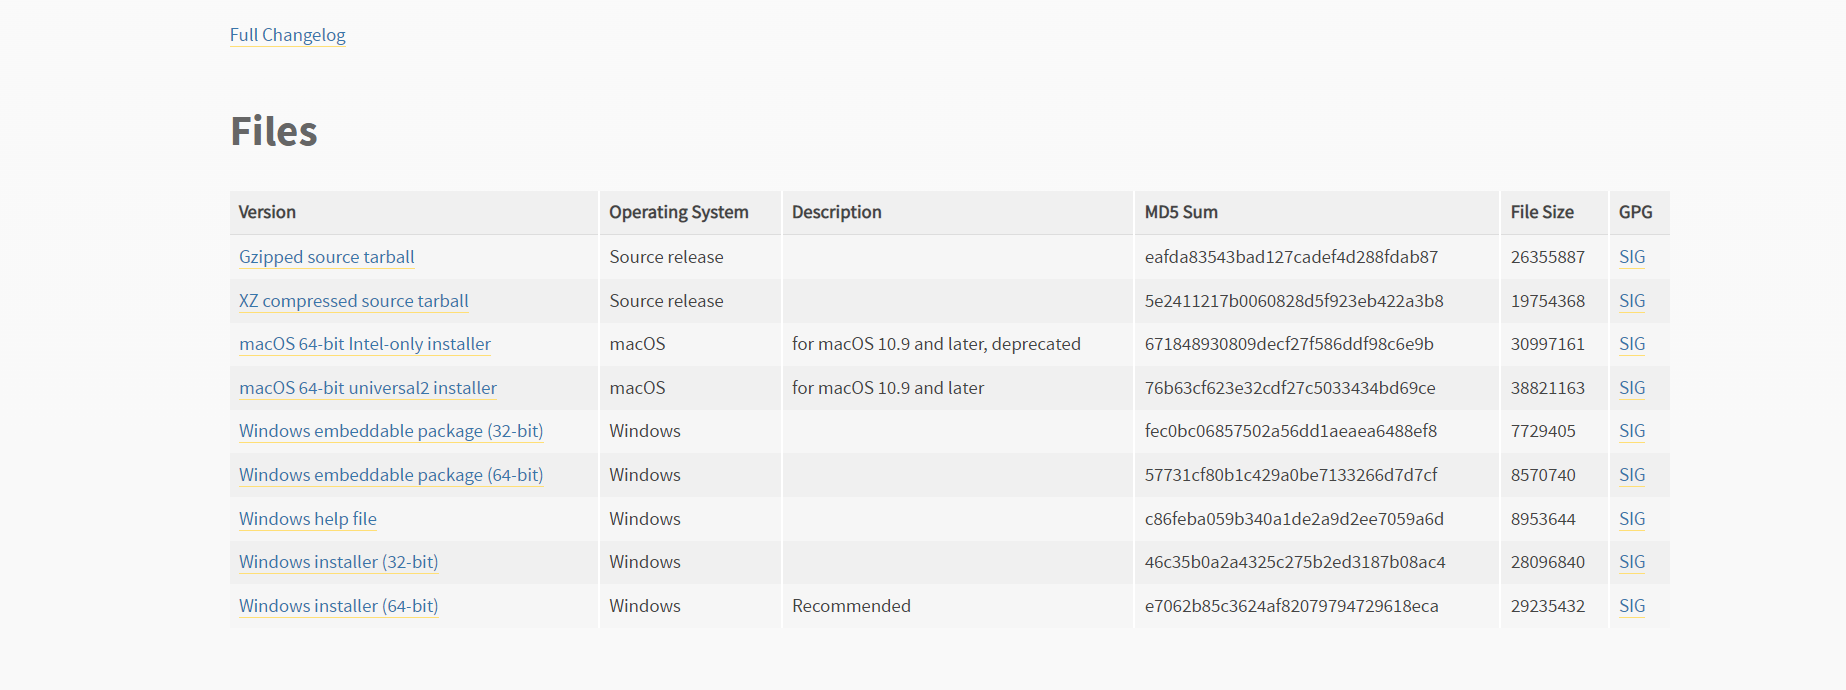 Full Changelog
Files
Version Operating System Description MD5 Sum File Size GPG
Gzipped source tarball Source release eafda83543bad127cadef4d288fdab87 26355887 SIG
XZ compressed source tarball Source release 5e2411217b0060828d5f923eb422a3b8 19754368 SIG
macOS 64-bit Intel-only installer macOS for macOS 10.9 and later, deprecated 671848930809decf27f586ddf98c6e9b 30997161 SIG
macOS 64-bit universal2 installer macOS for macOS 10.9 and later 76b63cf623e32cdf27c5033434bd69ce 38821163 SIG
Windows embeddable package (32-bit) Windows fec0bc06857502a56dd1aeaea6488ef8 7729405 SIG
Windows embeddable package (64-bit) Windows 57731cf80b1c429a0be7133266d7d7cf 8570740 SIG
Windows help file Windows c86feba059b340a1de2a9d2ee7059a6d 8953644 SIG
Windows installer (32-bit) Windows 46c35b0a2a4325c275b2ed3187b08ac4 28096840 SIG
Windows installer (64-bit) Windows Recommended e7062b85c3624af82079794729618eca 29235432 SIG